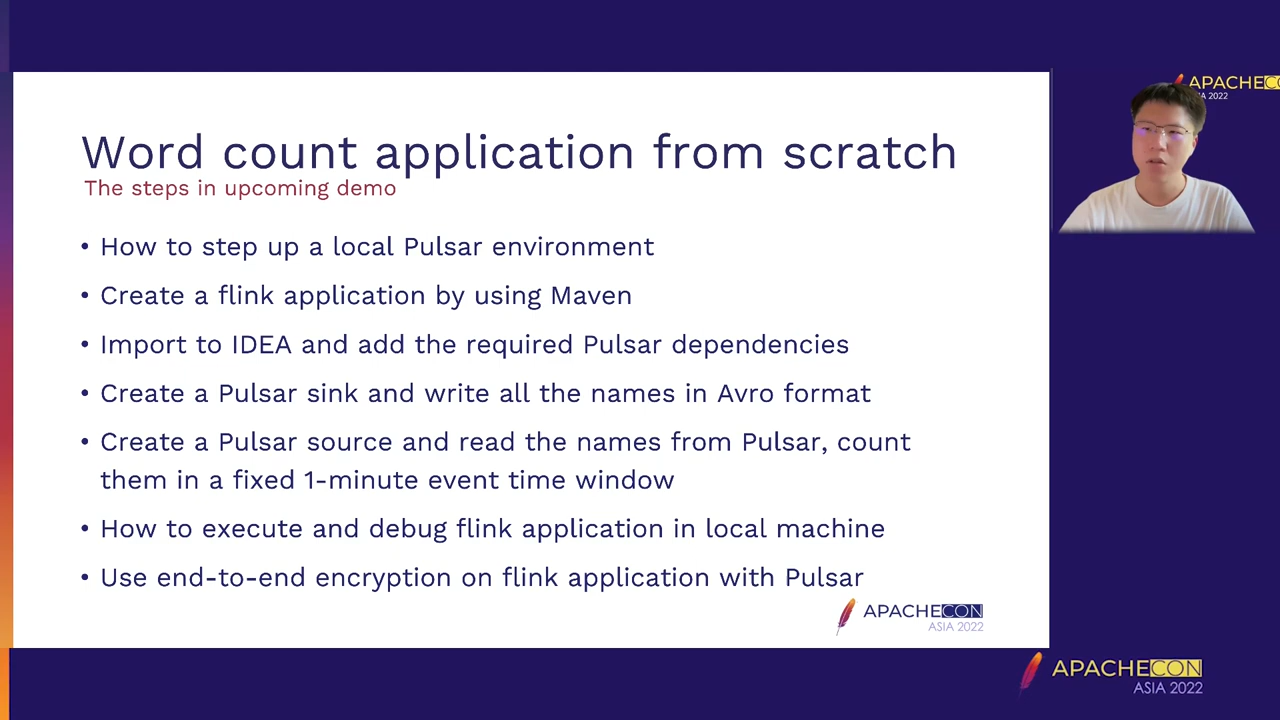 Word count application from scratch
The steps in upcoming demo
• How to step up a local Pulsar environment
• Create a flink application by using Maven
• Import to IDEA and add the required Pulsar dependencies
• Create a Pulsar sink and write all the names in Avro format
• Create a Pulsar source and read the names from Pulsar, count
them in a fixed 1-minute event time window
• How to execute and debug flink application in local machine
• Use end-to-end encryption on flink application with Pulsar
APACHECON
ASIA 2022
APACHECO
IA 2022
APACHECON
ASIA 2022